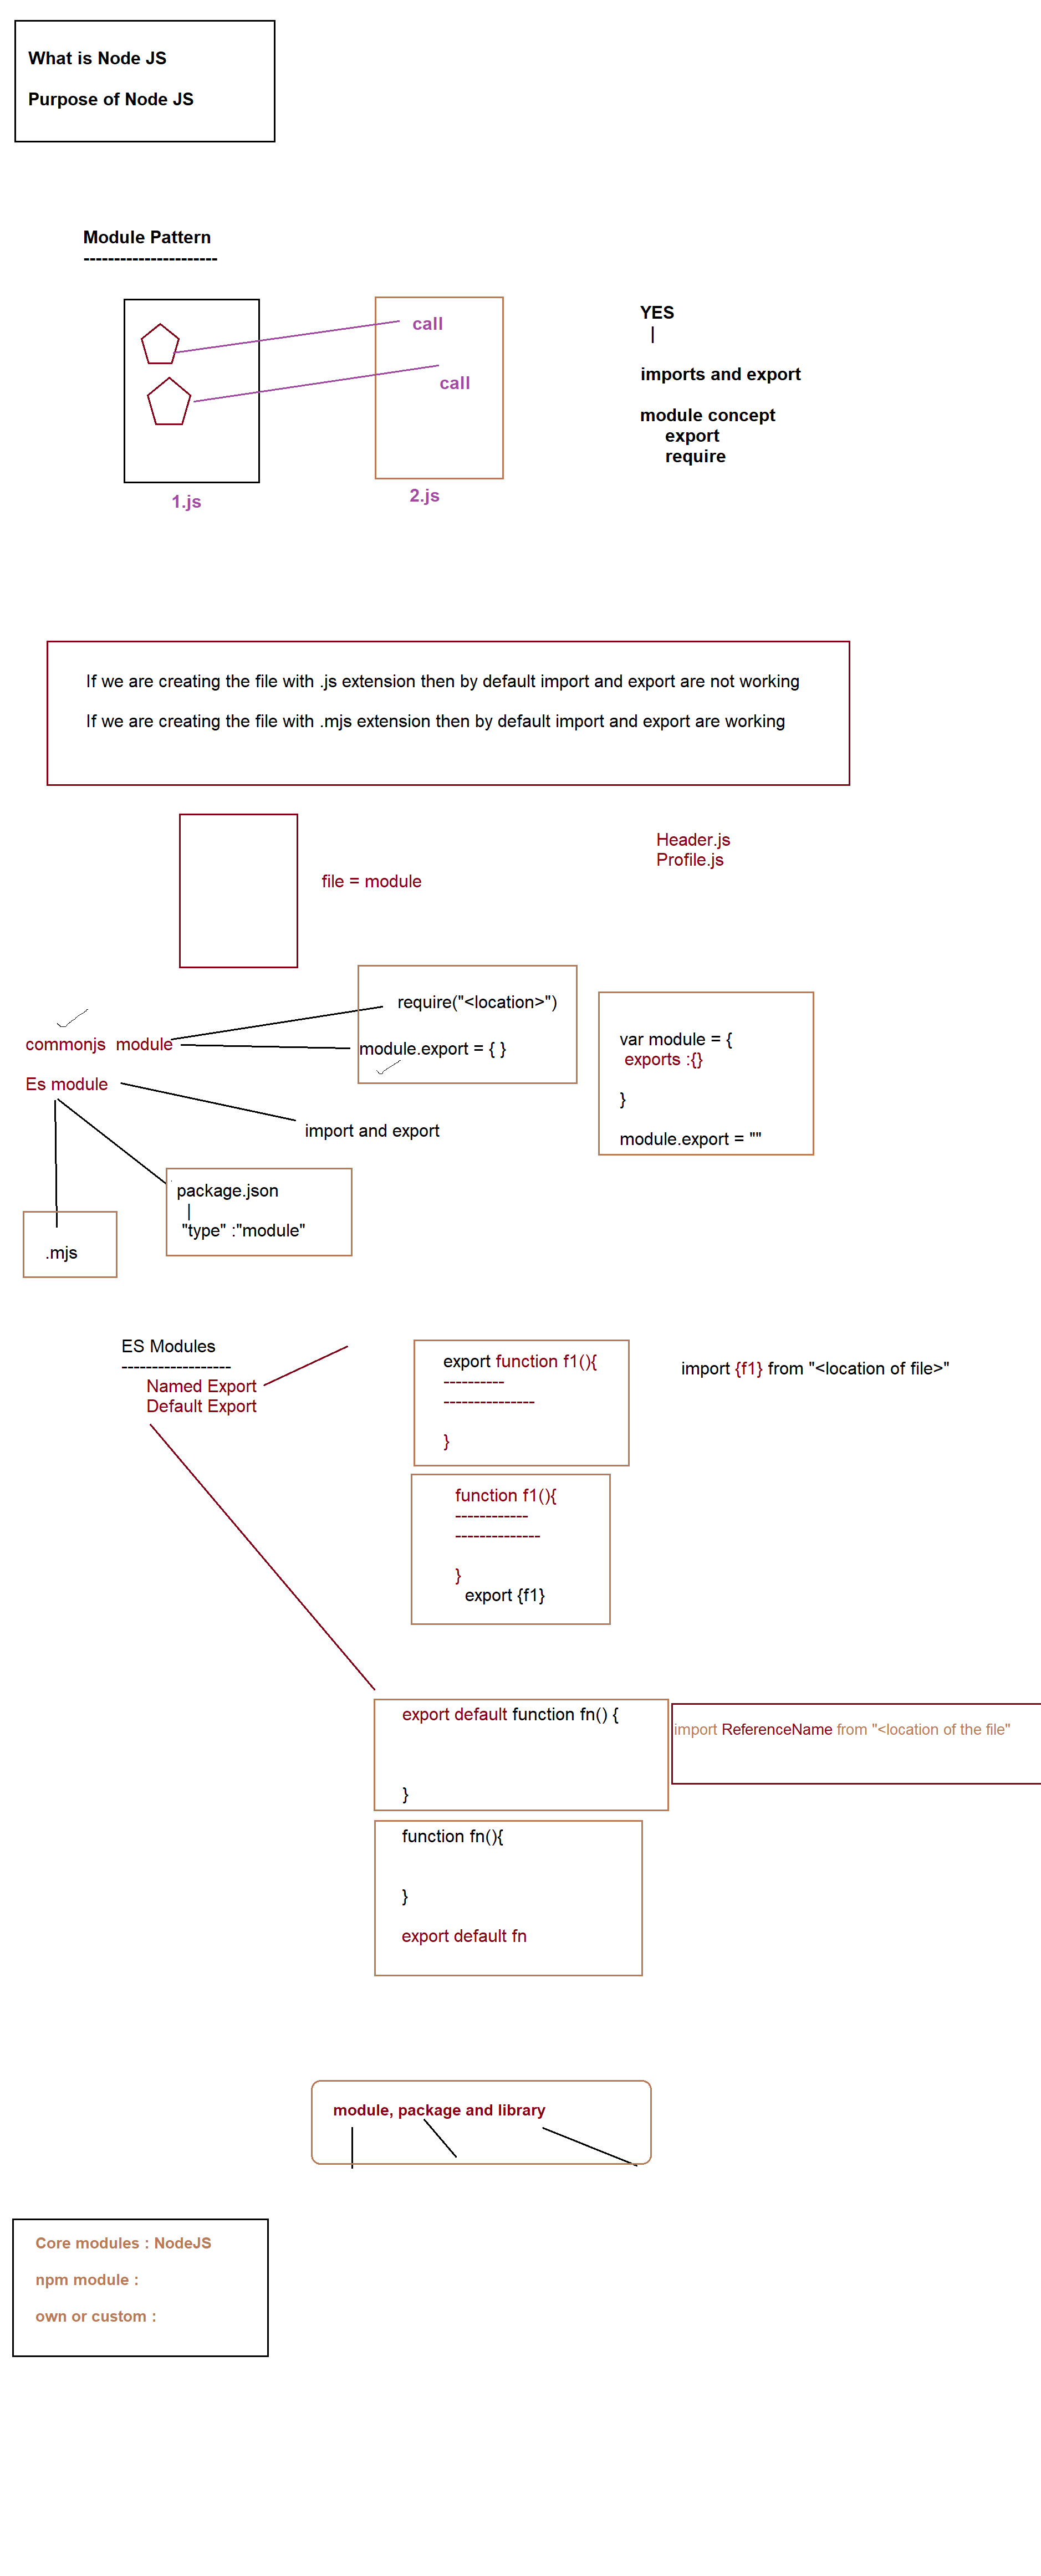 What is Node JS
Purpose of Node JS
Module Pattern
----------------------
call
call
1.js
2.js
YES
|
imports and export
module concept
export
require
If we are creating the file with .js extension then by default import and export are not working
If we are creating the file with .mjs extension then by default import and export are working
file = module
Header.js
Profile.js
commonjs  module
Es module
require("<location>")
module.export = { }
var module = {
exports :{}
}
module.export = ""
import and export
package.json
|
"type" :"module"
.mjs
ES Modules
------------------
Named Export
Default Export
export function f1(){
----------
---------------
}
import {f1} from "<location of file>"
function f1(){
------------
--------------
}
export {f1}
export default function fn() {
}
import ReferenceName from "<location of the file"
function fn(){
}
export default fn
module, package and library
Core modules : NodeJS
npm module :
own or custom :